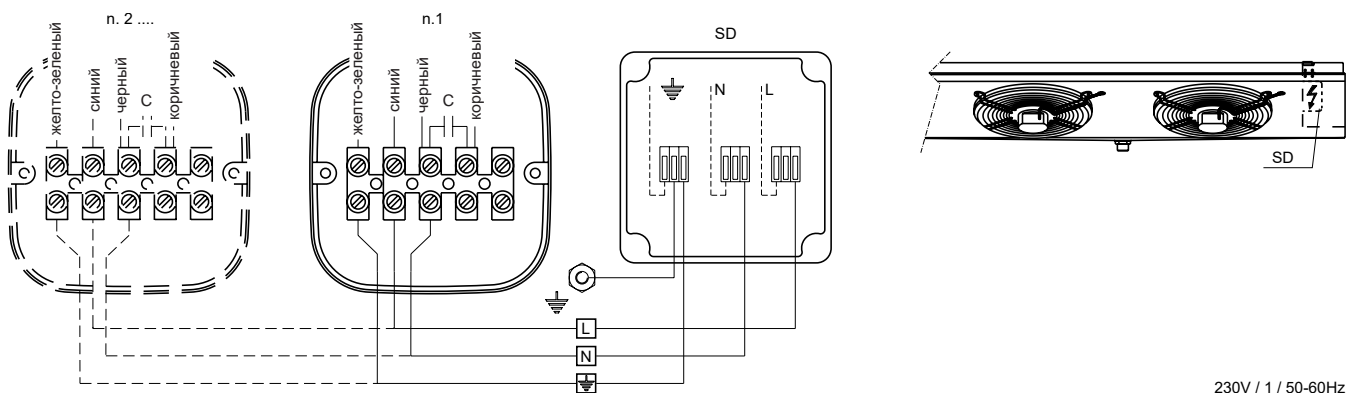 n. 2 ....
желто-зеленый
синий
черный
C
коричневый
n.1
желто-зеленый
синий
черный
C
коричневый
SD
N
L
SD
L
N
230V / 1 / 50-60Hz